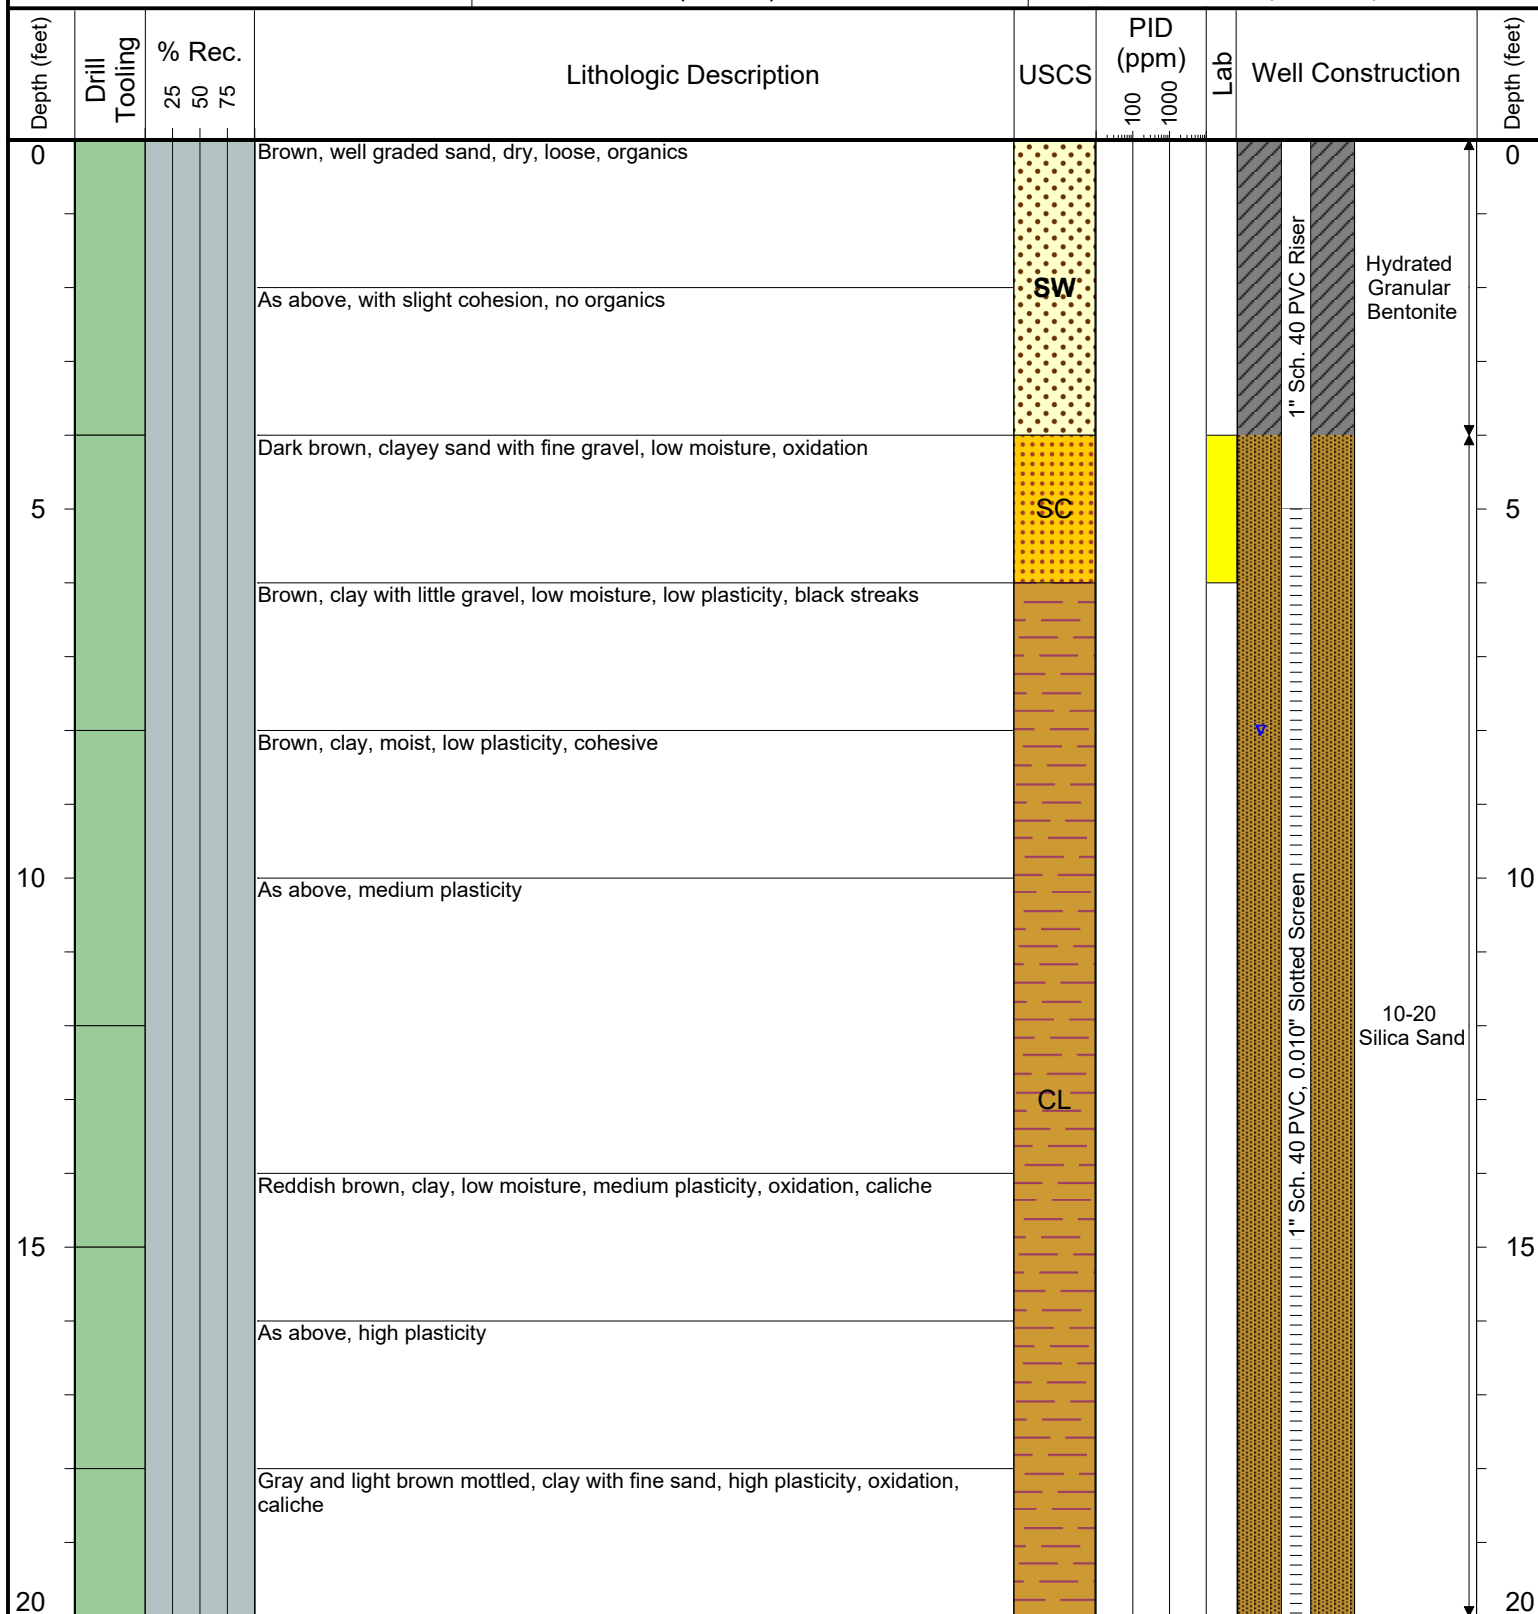 Depth (feet)
Drill
Tooling
% Rec.
25 50 75
Lithologic Description
USCS
PID
(ppm)
100 1000
Lab
Well Construction
Depth (feet)
0
Brown, well graded sand, dry, loose, organics
0
1" Sch. 40 PVC Riser
Hydrated
Granular
Bentonite
SW
As above, with slight cohesion, no organics
Dark brown, clayey sand with fine gravel, low moisture, oxidation
5
SC
5
Brown, clay with little gravel, low moisture, low plasticity, black streaks
Brown, clay, moist, low plasticity, cohesive
10
As above, medium plasticity
10
1" Sch. 40 PVC, 0.010" Slotted Screen
10-20
Silica Sand
CL
Reddish brown, clay, low moisture, medium plasticity, oxidation, caliche
15
15
As above, high plasticity
Gray and light brown mottled, clay with fine sand, high plasticity, oxidation,
caliche
20
20